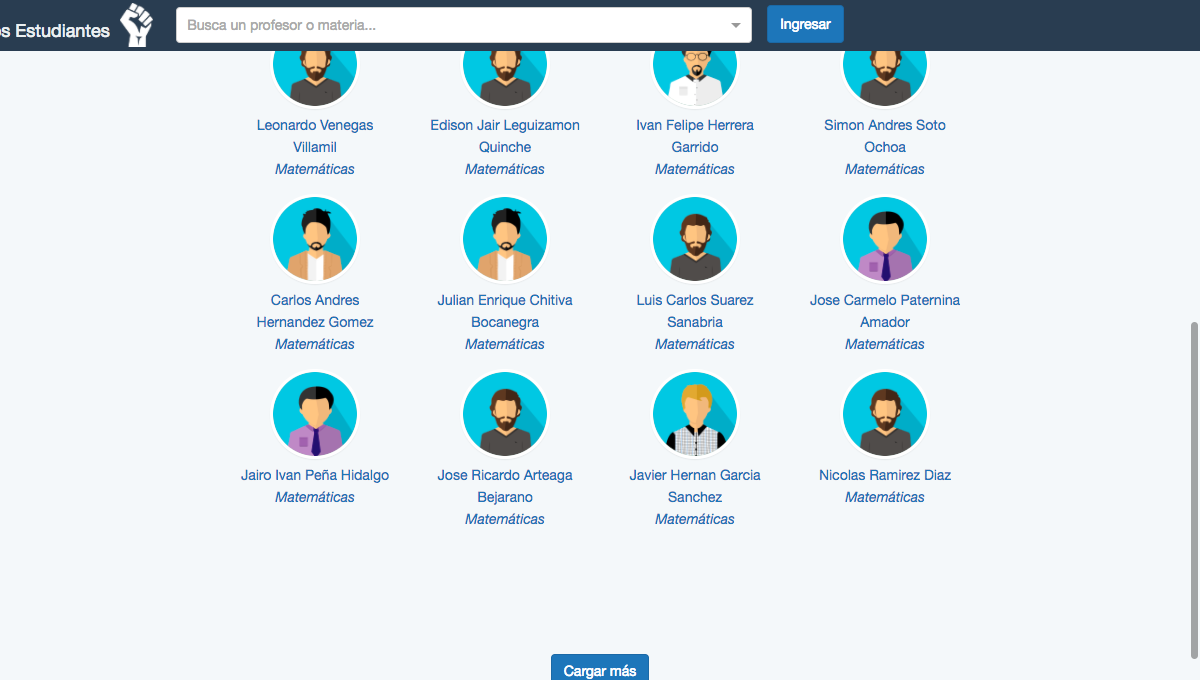 s Estudiantes
Busca un profesor o materia...
Ingresar
Leonardo Venegas
Villamil
Matemáticas
Edison Jair Leguizamon
Quinche
Matemáticas
Ivan Felipe Herrera
Garrido
Matemáticas
Simon Andres Soto
Ochoa
Matemáticas
Carlos Andres
Hernandez Gomez
Matemáticas
Julian Enrique Chitiva
Bocanegra
Matemáticas
Luis Carlos Suarez
Sanabria
Matemáticas
Jose Carmelo Paternina
Amador
Matemáticas
Jairo Ivan Peña Hidalgo
Matemáticas
Jose Ricardo Arteaga
Bejarano
Matemáticas
Javier Hernan Garcia
Sanchez
Matemáticas
Nicolas Ramirez Diaz
Matemáticas
Cargar más